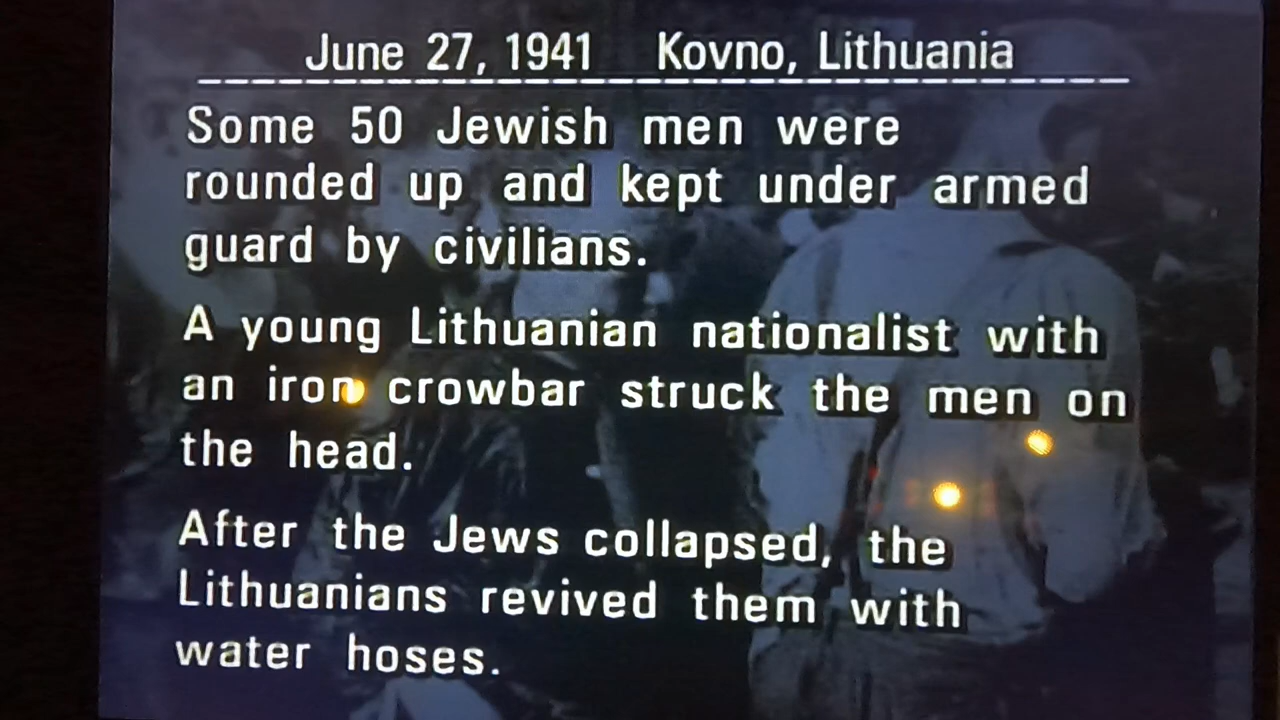 June 27, 1941 Kovno, Lithuania
Some 50 Jewish men were
rounded up and kept under armed
guard by civilians.
A young Lithuanian nationalist with
an iron crowbar struck the men on
the head.
After the Jews collapsed, the
Lithuanians revived them with
water hoses.